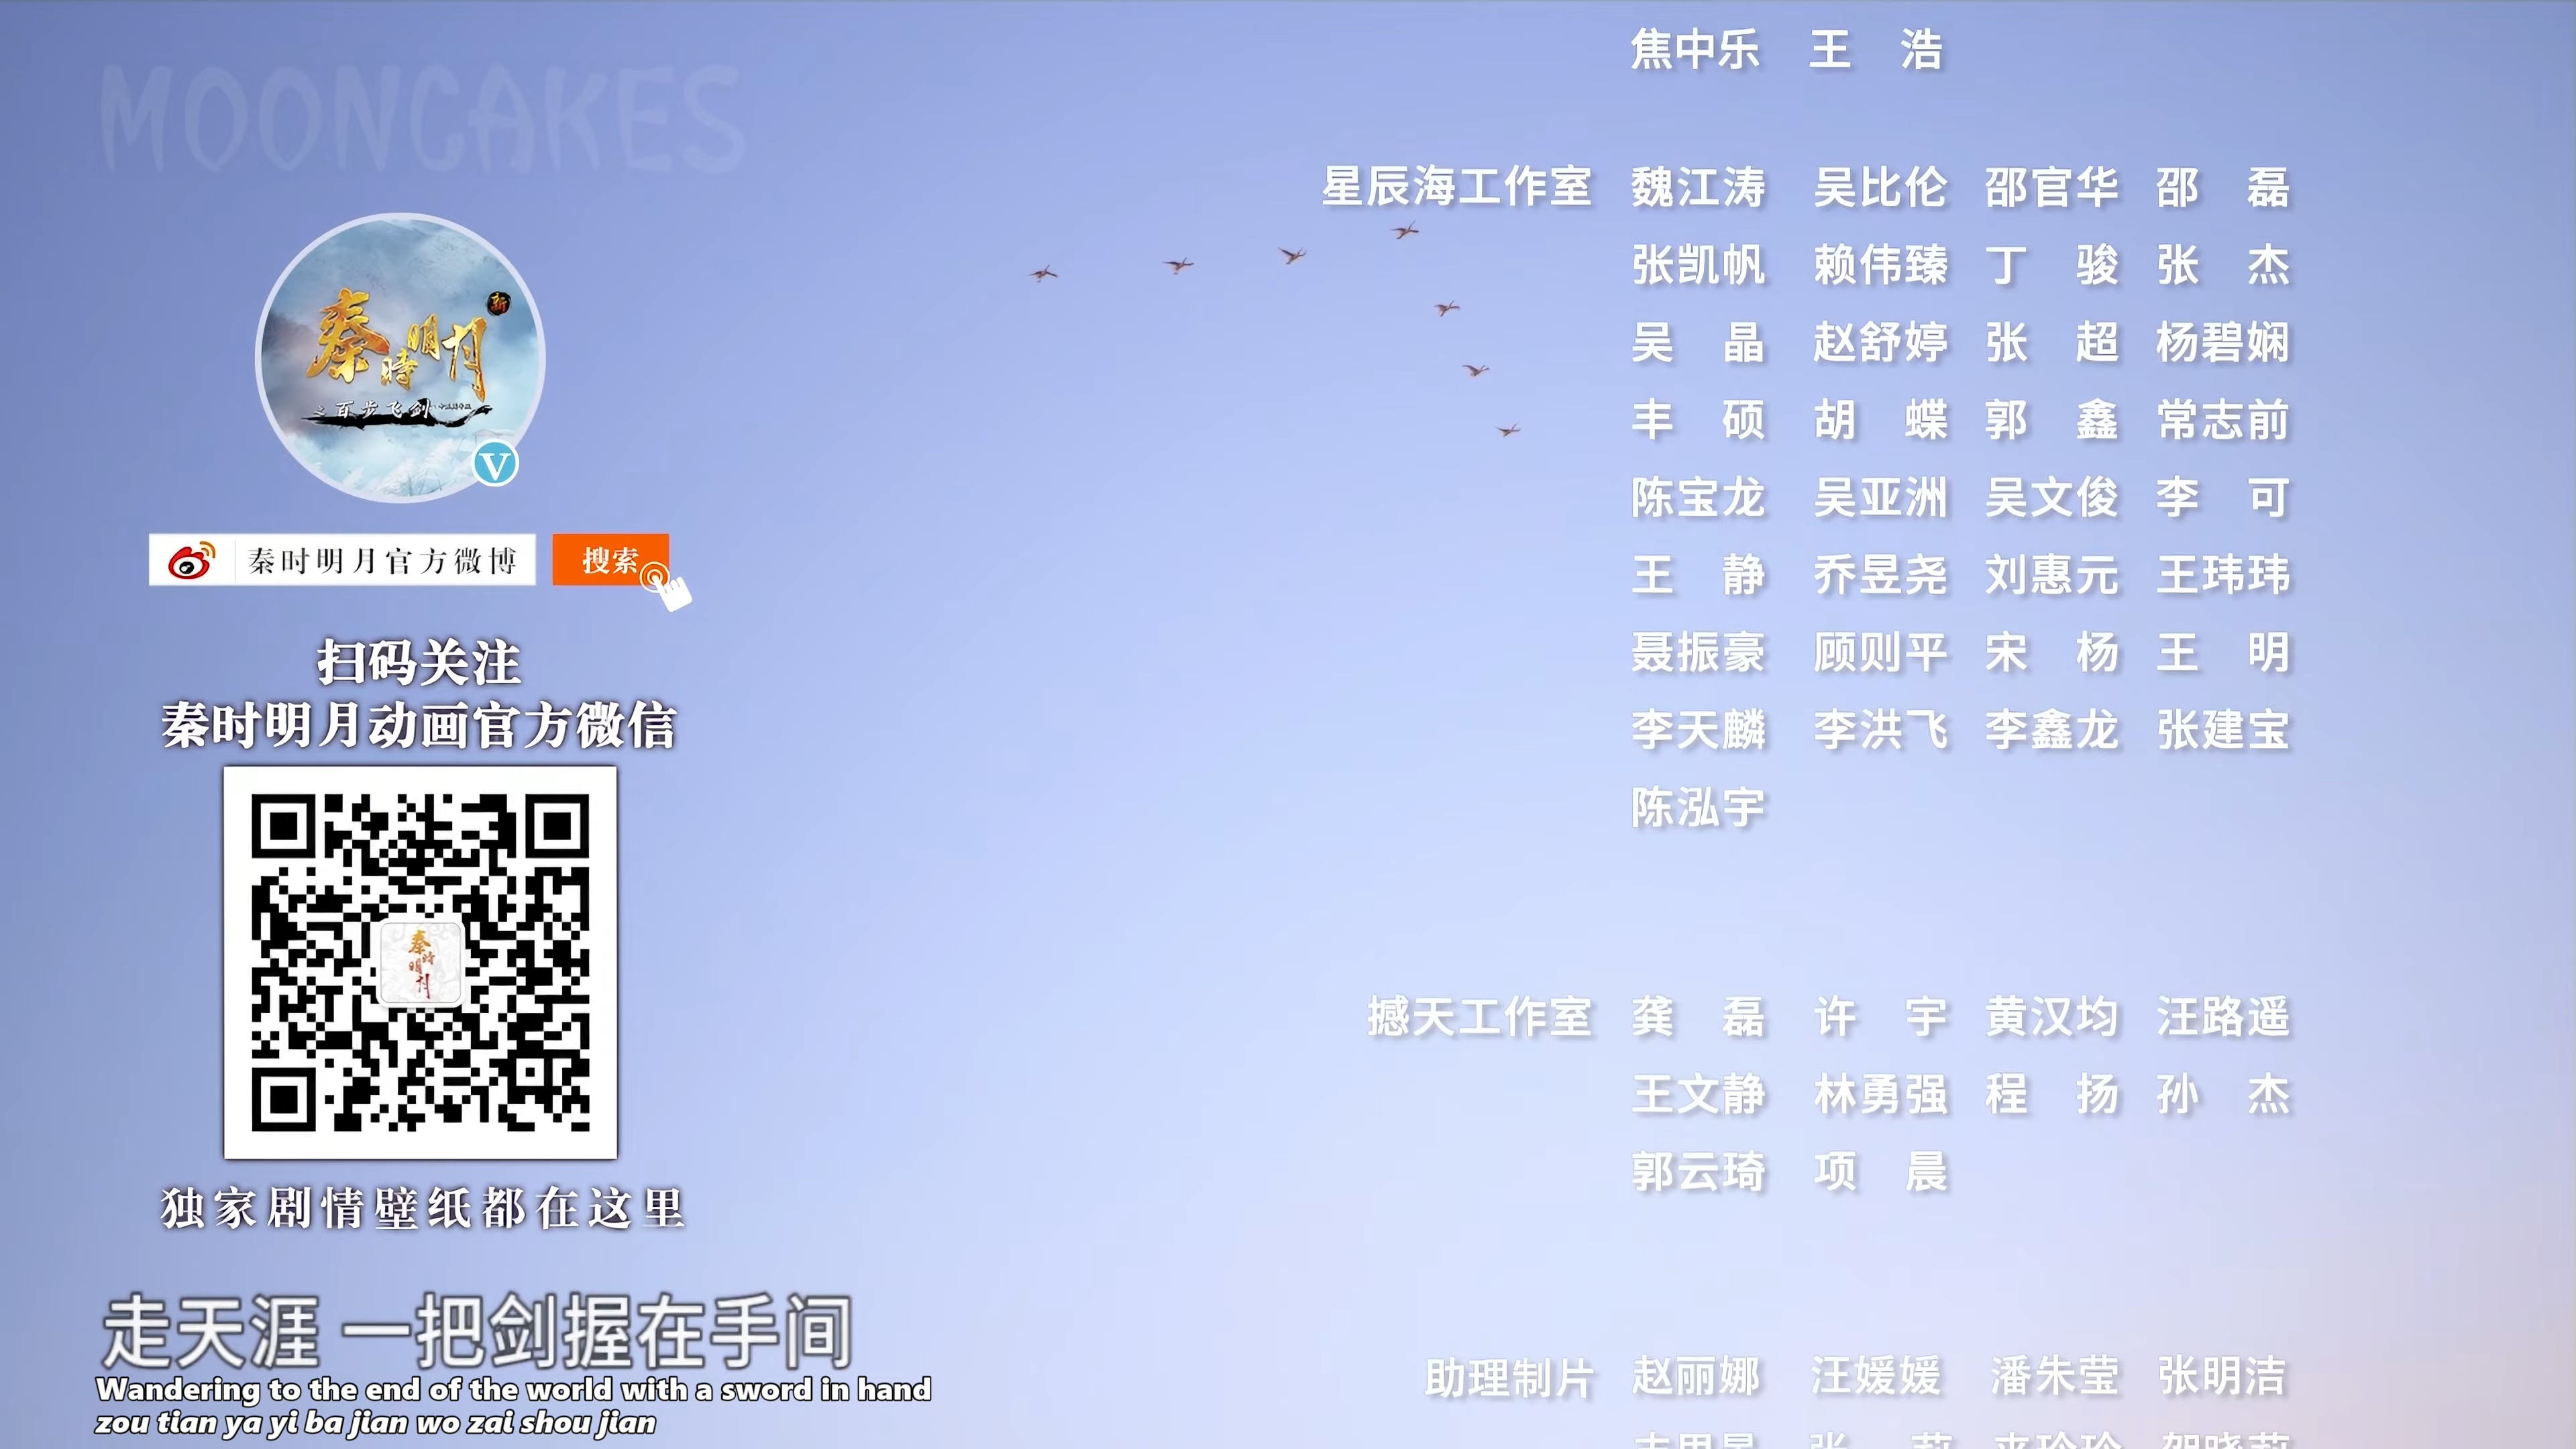 MOONCAKES
新
秦時明月
之百步飞剑
V
秦时明月官方微博 搜索
扫码关注
秦时明月动画官方微信
秦时明月
独家剧情壁纸都在这里
走天涯 一把剑握在手间
Wandering to the end of the world with a sword in hand
zou tian ya yi ba jian wo zai shou jian
焦中乐 王 浩
星辰海工作室 魏江涛 吴比伦 邵官华 邵 磊
张凯帆 赖伟臻 丁 骏 张 杰
吴 晶 赵舒婷 张 超 杨碧娴
丰 硕 胡 蝶 郭 鑫 常志前
陈宝龙 吴亚洲 吴文俊 李 可
王 静 乔昱尧 刘惠元 王玮玮
聂振豪 顾则平 宋 杨 王 明
李天麟 李洪飞 李鑫龙 张建宝
陈泓宇
撼天工作室 龚 磊 许 宇 黄汉均 汪路遥
王文静 林勇强 程 扬 孙 杰
郭云琦 项 晨
助理制片 赵丽娜 汪媛媛 潘朱莹 张明洁